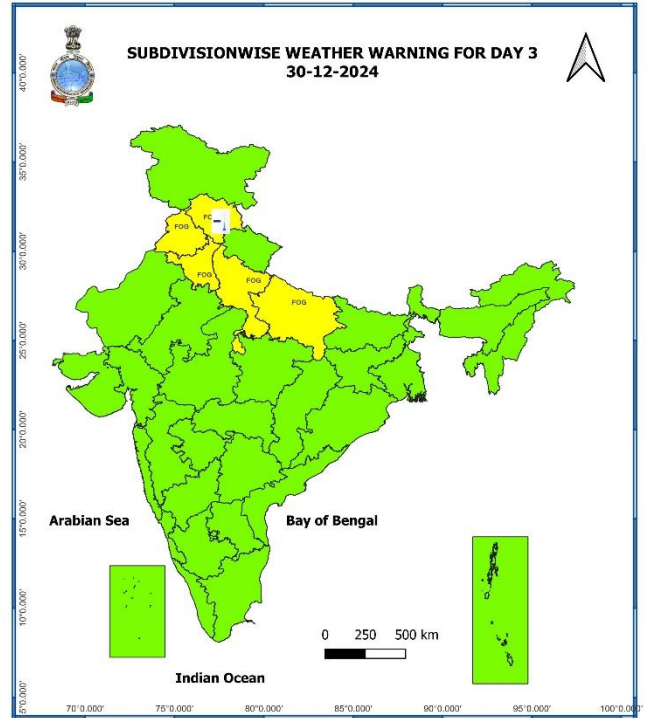 SUBDIVISIONWISE WEATHER WARNING FOR DAY 3
30-12-2024
40°0.000'
35°0.000'
30°0.000'
25°0.000'
20°0.000'
15°0.000'
10°0.000'
5°0.000'
FOG
FOG
FOG
FOG
Arabian Sea
Bay of Bengal
0 250 500 km
Indian Ocean
70°0.000' 75°0.000' 80°0.000' 85°0.000' 90°0.000' 95°0.000' 100°0.000'